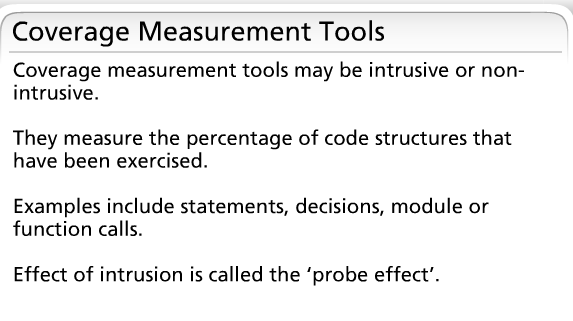 Coverage Measurement Tools
Coverage measurement tools may be intrusive or non-
intrusive.
They measure the percentage of code structures that
have been exercised.
Examples include statements, decisions, module or
function calls.
Effect of intrusion is called the ‘probe effect’.